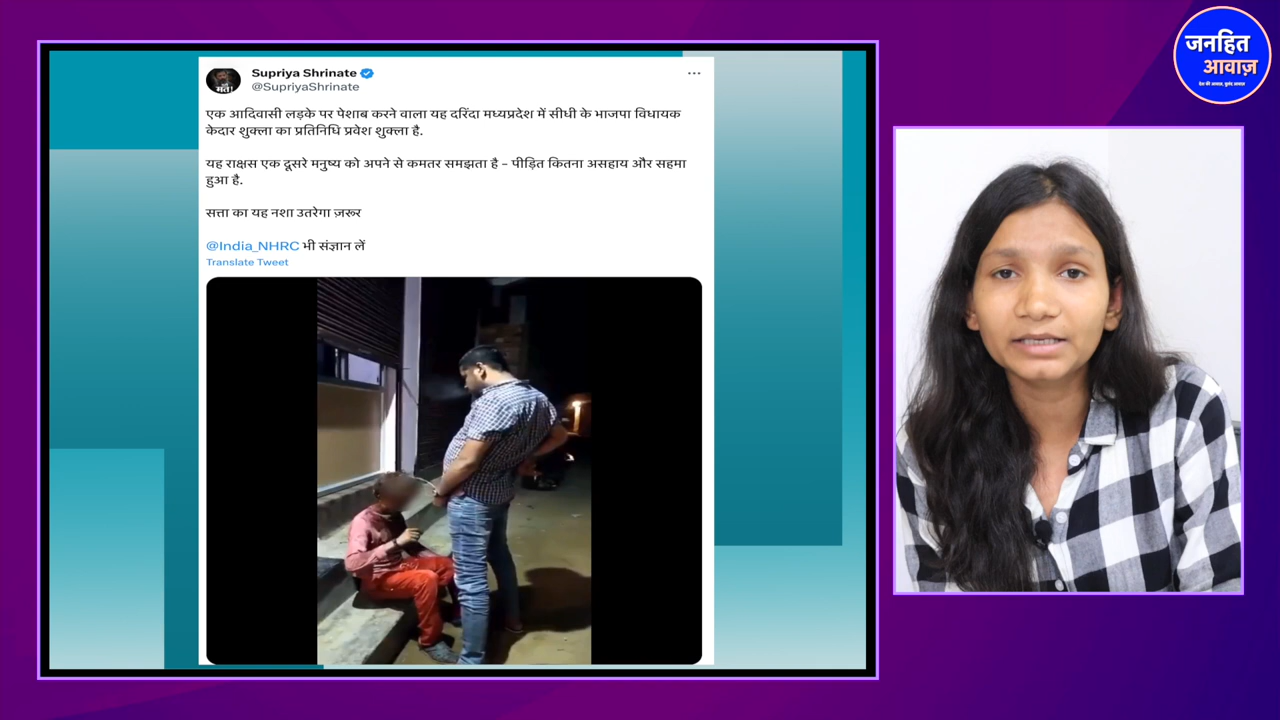 Supriya Shrinate
@SupriyaShrinate
एक आदिवासी लड़के पर पेशाब करने वाला यह दरिंदा मध्यप्रदेश में सीधी के भाजपा विधायक
केदार शुक्ला का प्रतिनिधि प्रवेश शुक्ला है.
यह राक्षस एक दूसरे मनुष्य को अपने से कमतर समझता है - पीड़ित कितना असहाय और सहमा
हुआ है.
सत्ता का यह नशा उतरेगा ज़रूर
@India_NHRC भी संज्ञान लें
Translate Tweet
जनहित
आवाज़